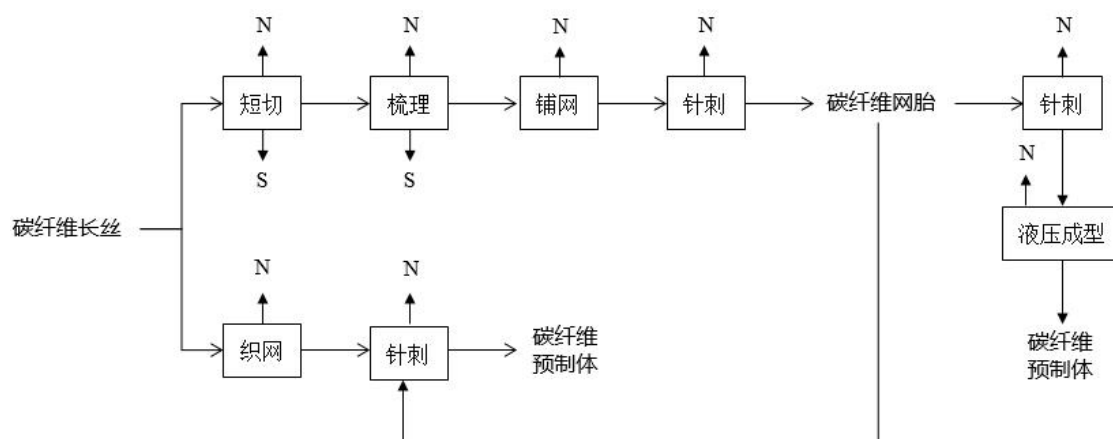 N N N N N
短切 梳理 铺网 针刺 碳纤维网胎 针刺
S S N
碳纤维长丝 液压成型
N N
织网 针刺 碳纤维
预制体
碳纤维
预制体